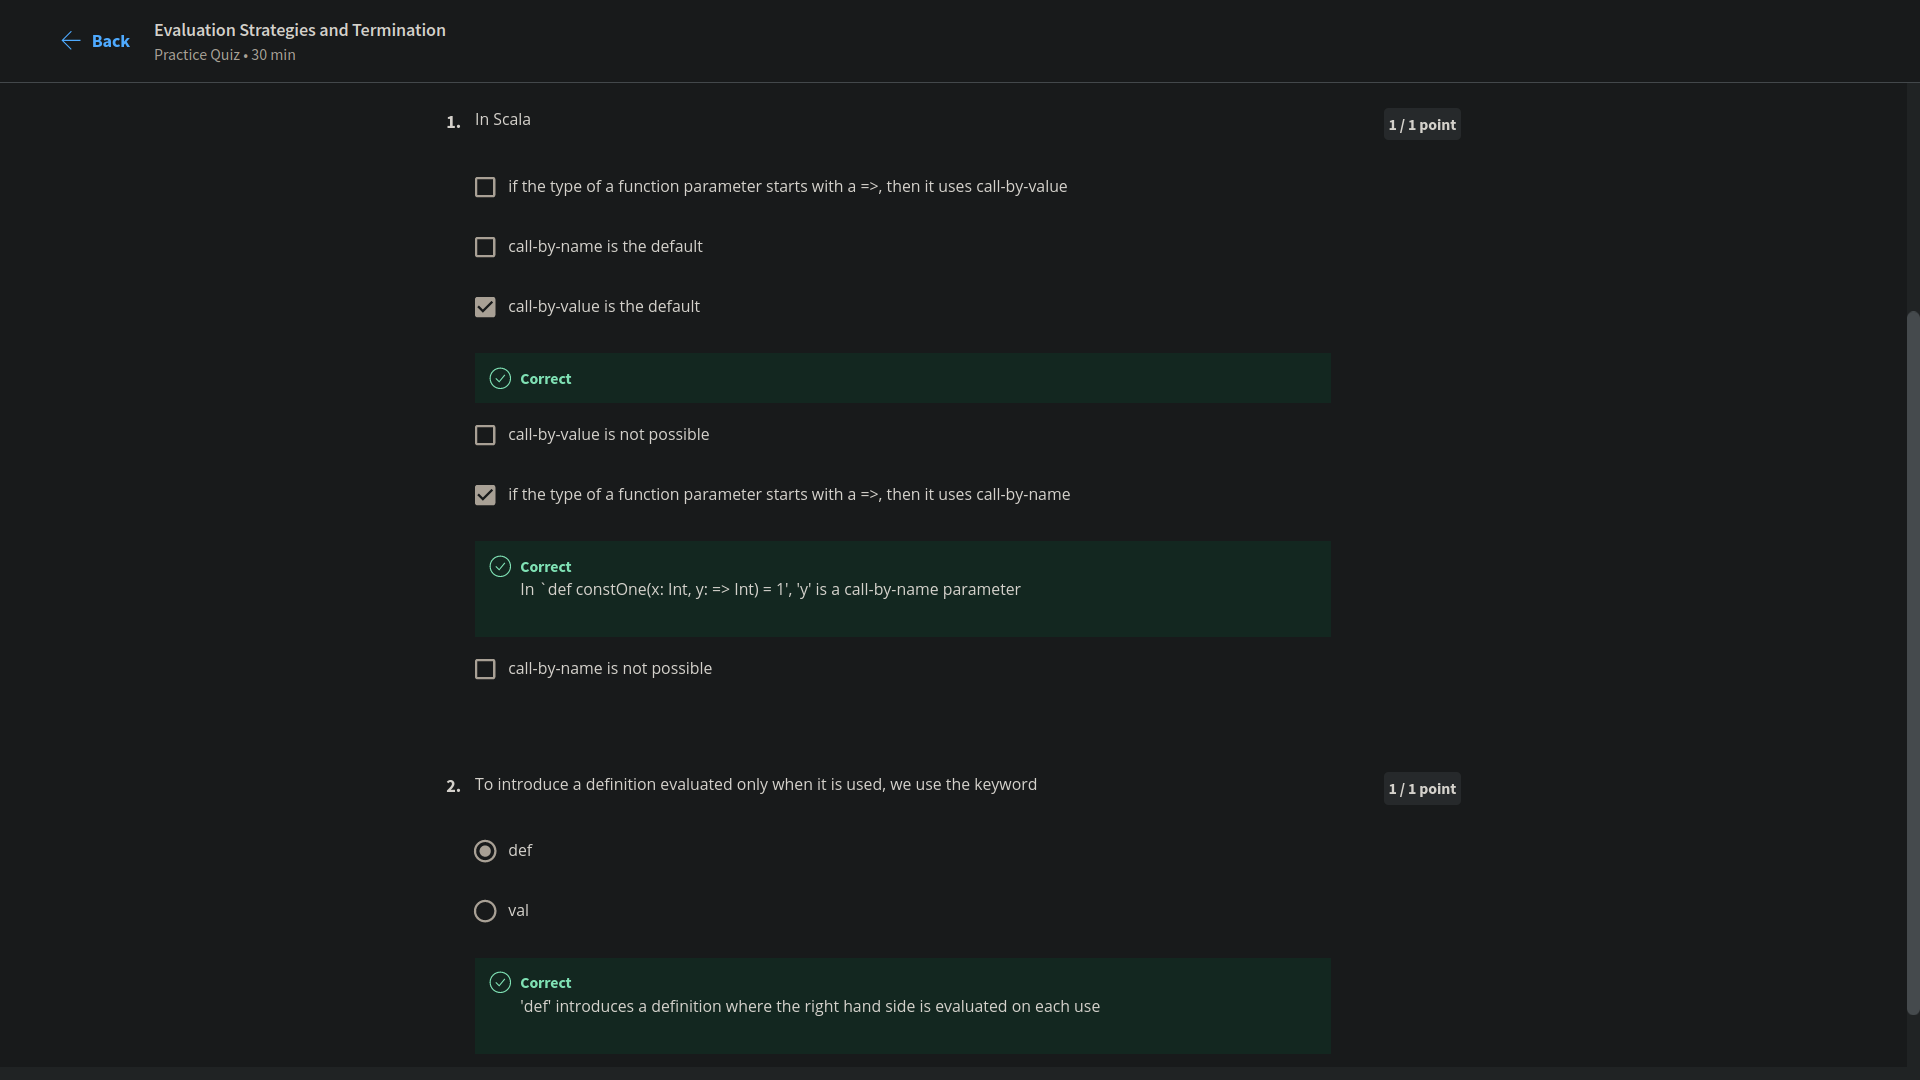 Back
Evaluation Strategies and Termination
Practice Quiz • 30 min
1. In Scala
1 / 1 point
if the type of a function parameter starts with a =>, then it uses call-by-value
call-by-name is the default
call-by-value is the default
Correct
call-by-value is not possible
if the type of a function parameter starts with a =>, then it uses call-by-name
Correct
In `def constOne(x: Int, y: => Int) = 1', 'y' is a call-by-name parameter
call-by-name is not possible
2. To introduce a definition evaluated only when it is used, we use the keyword
1 / 1 point
def
val
Correct
'def' introduces a definition where the right hand side is evaluated on each use